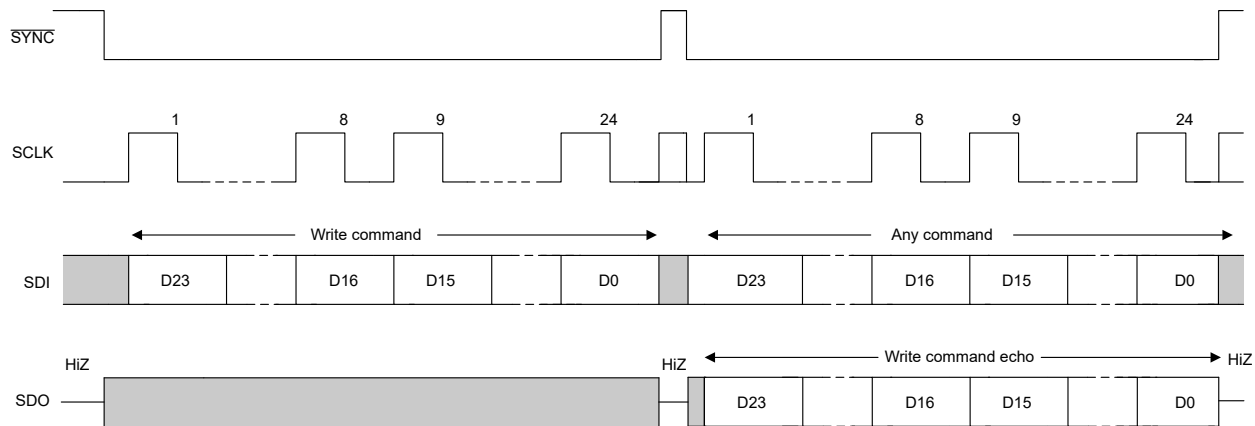 SYNC
1 8 9 24 1 8 9 24
SCLK
Write command Any command
SDI D23 D16 D15 D0 D23 D16 D15 D0
HiZ HiZ Write command echo HiZ
SDO D23 D16 D15 D0